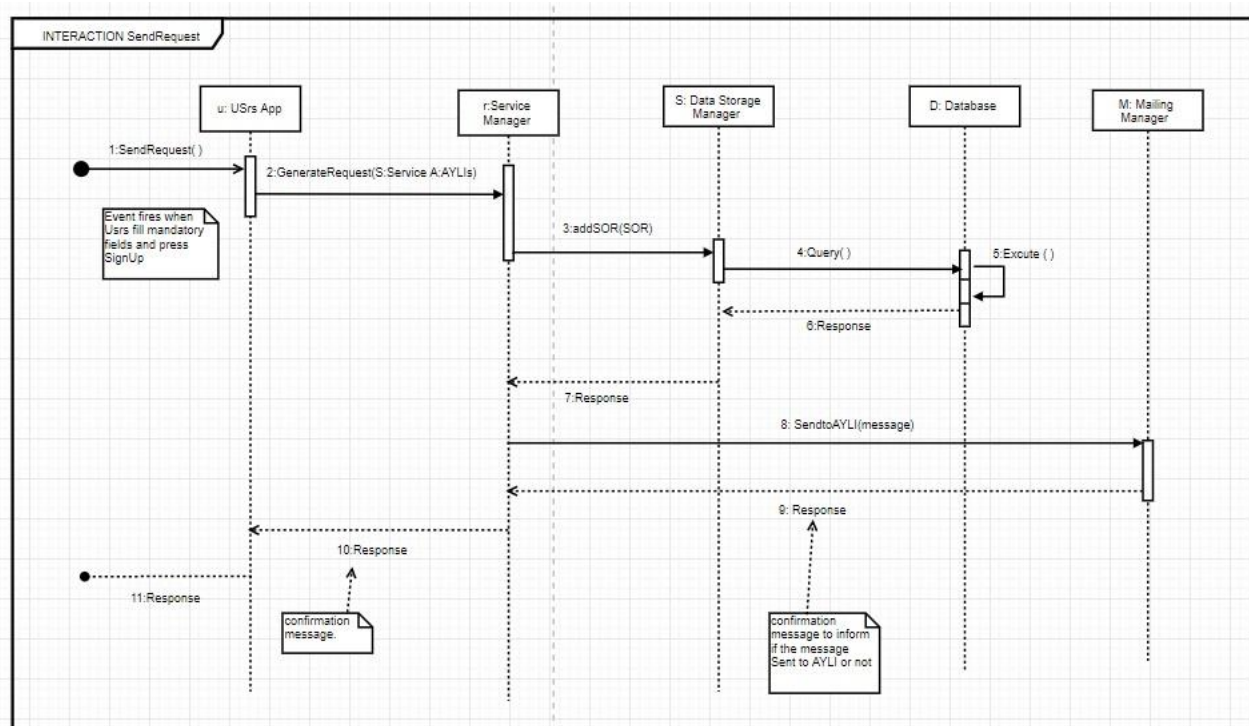 INTERACTION SendRequest
u: USrs App
r:Service
Manager
S: Data Storage
Manager
D: Database
M: Mailing
Manager
1:SendRequest( )
2:GenerateRequest(S:Service A:AYLIs)
Event fires when
Usrs fill mandatory
fields and press
SignUp
3:addSOR(SOR)
4:Query( )
5:Excute ( )
6:Response
7:Response
8: SendtoAYLI(message)
9: Response
10:Response
11:Response
confirmation
message.
confirmation
message to inform
if the message
Sent to AYLI or not